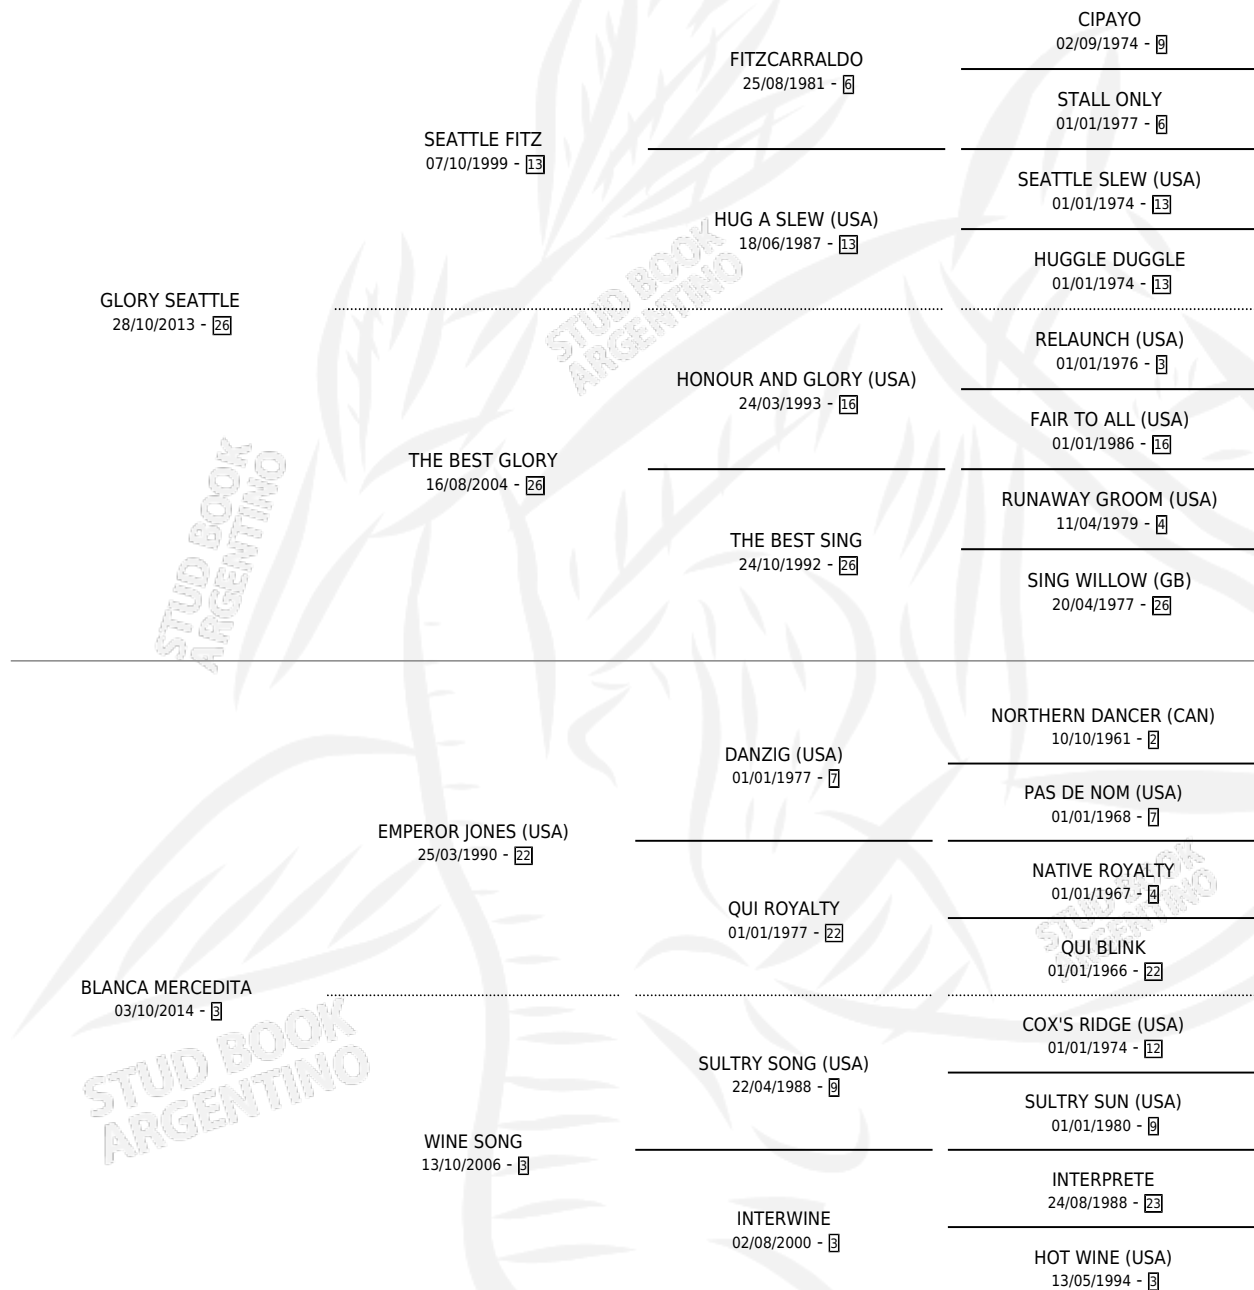 CIPAYO
02/09/1974 - 9
FITZCARRALDO
25/08/1981 - 6
STALL ONLY
01/01/1977 - 6
SEATTLE FITZ
07/10/1999 - 13
SEATTLE SLEW (USA)
01/01/1974 - 13
HUG A SLEW (USA)
18/06/1987 - 13
HUGGLE DUGGLE
01/01/1974 - 13
GLORY SEATTLE
28/10/2013 - 26
RELAUNCH (USA)
01/01/1976 - 3
HONOUR AND GLORY (USA)
24/03/1993 - 16
FAIR TO ALL (USA)
01/01/1986 - 16
THE BEST GLORY
16/08/2004 - 26
RUNAWAY GROOM (USA)
11/04/1979 - 4
THE BEST SING
24/10/1992 - 26
SING WILLOW (GB)
20/04/1977 - 26
STUD BOOK
ARGENTINO
STUD BOOK
ARGENTINO
NORTHERN DANCER (CAN)
10/10/1961 - 2
DANZIG (USA)
01/01/1977 - 7
PAS DE NOM (USA)
01/01/1968 - 7
EMPEROR JONES (USA)
25/03/1990 - 22
NATIVE ROYALTY
01/01/1967 - 4
QUI ROYALTY
01/01/1977 - 22
QUI BLINK
01/01/1966 - 22
BLANCA MERCEDITA
03/10/2014 - 3
COX'S RIDGE (USA)
01/01/1974 - 12
SULTRY SONG (USA)
22/04/1988 - 9
SULTRY SUN (USA)
01/01/1980 - 9
WINE SONG
13/10/2006 - 3
INTERPRETE
24/08/1988 - 23
INTERWINE
02/08/2000 - 3
HOT WINE (USA)
13/05/1994 - 3
STUD BOOK
ARGENTINO
STUD BOOK
ARGENTINO